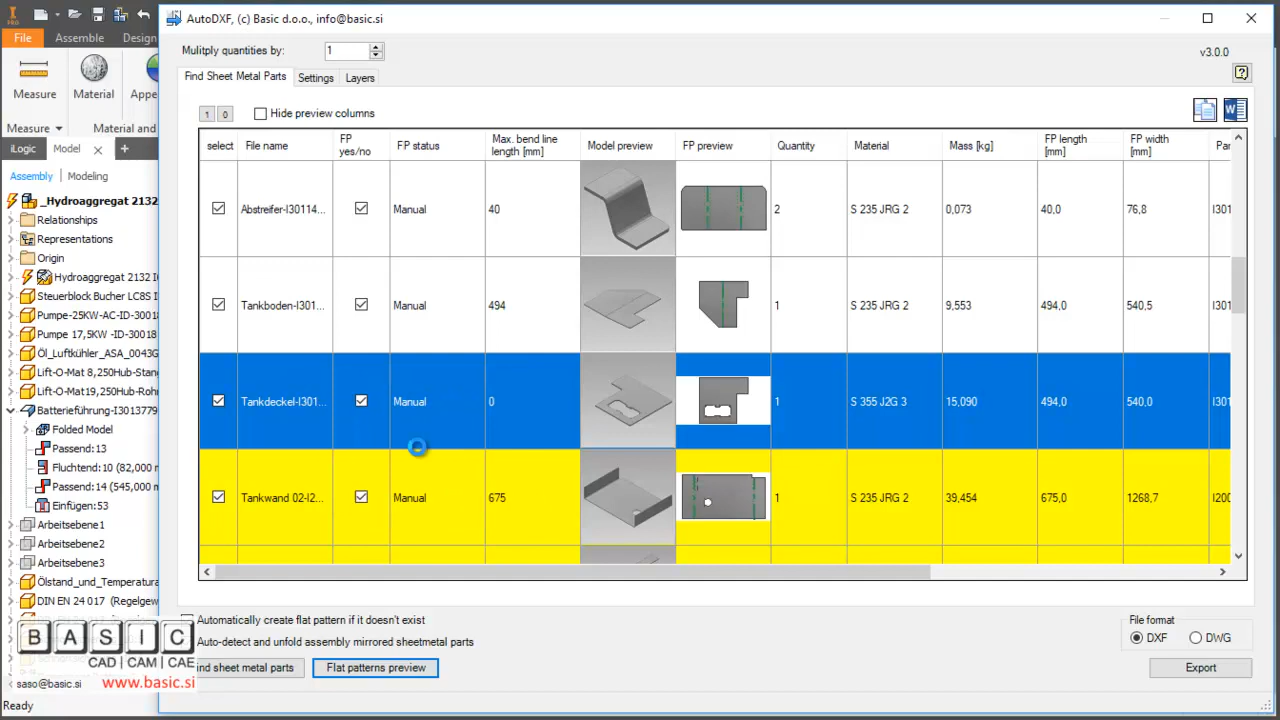 AutoDXF, (c) Basic d.o.o., info@basic.si
PRO
File
Assemble
Design
Measure
Material
Appe
Measure
Material and
iLogic
Model
Assembly
Modeling
_Hydroaggregat 2132
Relationships
Representations
Origin
Hydroaggregat 2132 I
Steuerblock Bucher LC8S I
Pumpe-25KW-AC-ID-30018
Pumpe 17,5KW -ID-30018
Öl_Luftkühler_ASA_0043G
Lift-O-Mat 8,250Hub-Stang
Lift-O-Mat19,250Hub-Rohr
Batterieführung-I3013779
Folded Model
Passend:13
Fluchtend:10 (82,000 m
Passend:14 (545,000 m
Einfügen:53
Arbeitsebene1
Arbeitsebene2
Arbeitsebene3
Ölstand_und_Temperatura
DIN EN 24 017 (Regelgew
BASIC
CAD | CAM | CAE
saso@basic.si
www.basic.si
Ready
Mulitply quantities by:
1
v3.0.0
Find Sheet Metal Parts
Settings
Layers
1 0
Hide preview columns
select File name FP yes/no FP status Max. bend line length [mm] Model preview FP preview Quantity Material Mass [kg] FP length [mm] FP width [mm] Par
Abstreifer-I30114... Manual 40 2 S 235 JRG 2 0,073 40,0 76,8 I301
Tankboden-I301... Manual 494 1 S 235 JRG 2 9,553 494,0 540,5 I301
Tankdeckel-I301... Manual 0 1 S 355 J2G 3 15,090 494,0 540,0 I301
Tankwand 02-I2... Manual 675 1 S 235 JRG 2 39,454 675,0 1268,7 I200
Automatically create flat pattern if it doesn't exist
Auto-detect and unfold assembly mirrored sheetmetal parts
ind sheet metal parts
Flat patterns preview
File format
DXF
DWG
Export